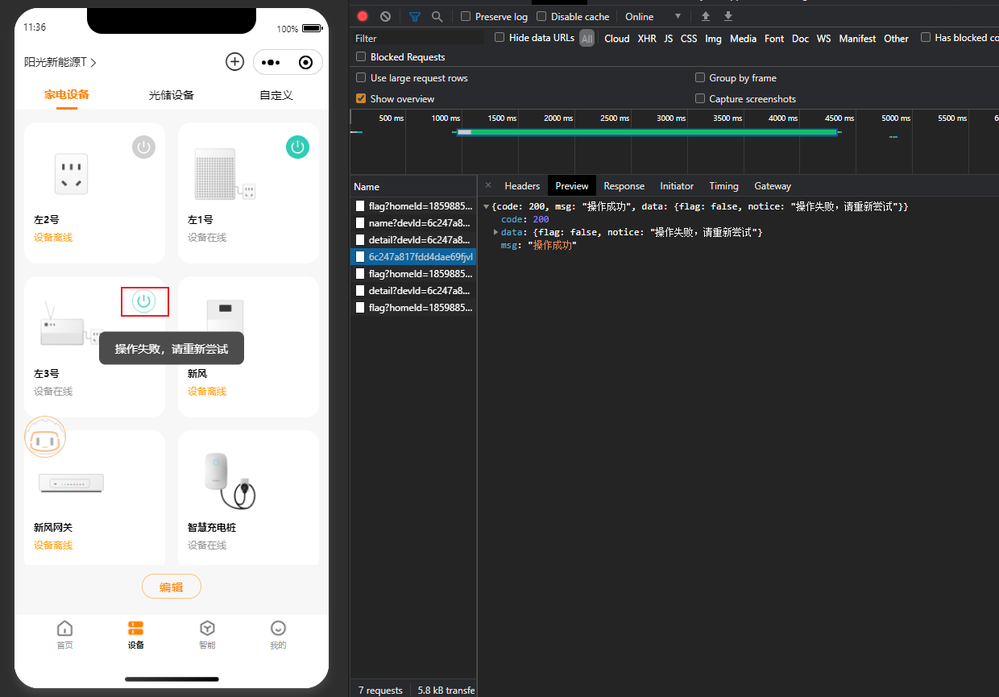 11:36
100%
阳光新能源T
家电设备
光储设备
自定义
左2号
设备离线
左1号
设备在线
操作失败，请重新尝试
左3号
设备在线
新风
设备离线
新风网关
设备离线
智慧充电桩
设备在线
编辑
首页
设备
智能
我的
Preserve log
Disable cache
Online
Filter
Hide data URLs
All
Cloud
XHR
JS
CSS
Img
Media
Font
Doc
WS
Manifest
Other
Has blocked co
Blocked Requests
Use large request rows
Group by frame
Show overview
Capture screenshots
500 ms
1000 ms
1500 ms
2000 ms
2500 ms
3000 ms
3500 ms
4000 ms
4500 ms
5000 ms
5500 ms
6
Name
Headers
Preview
Response
Initiator
Timing
Gateway
flag?homeId=1859885...
name?devId=6c247a8...
detail?devId=6c247a8...
6c247a817fdd4dae69fjvl
flag?homeId=1859885...
detail?devId=6c247a8...
flag?homeId=1859885...
{code: 200, msg: "操作成功", data: {flag: false, notice: "操作失败，请重新尝试"}}
code: 200
data: {flag: false, notice: "操作失败，请重新尝试"}
msg: "操作成功"
7 requests
5.8 kB transfe